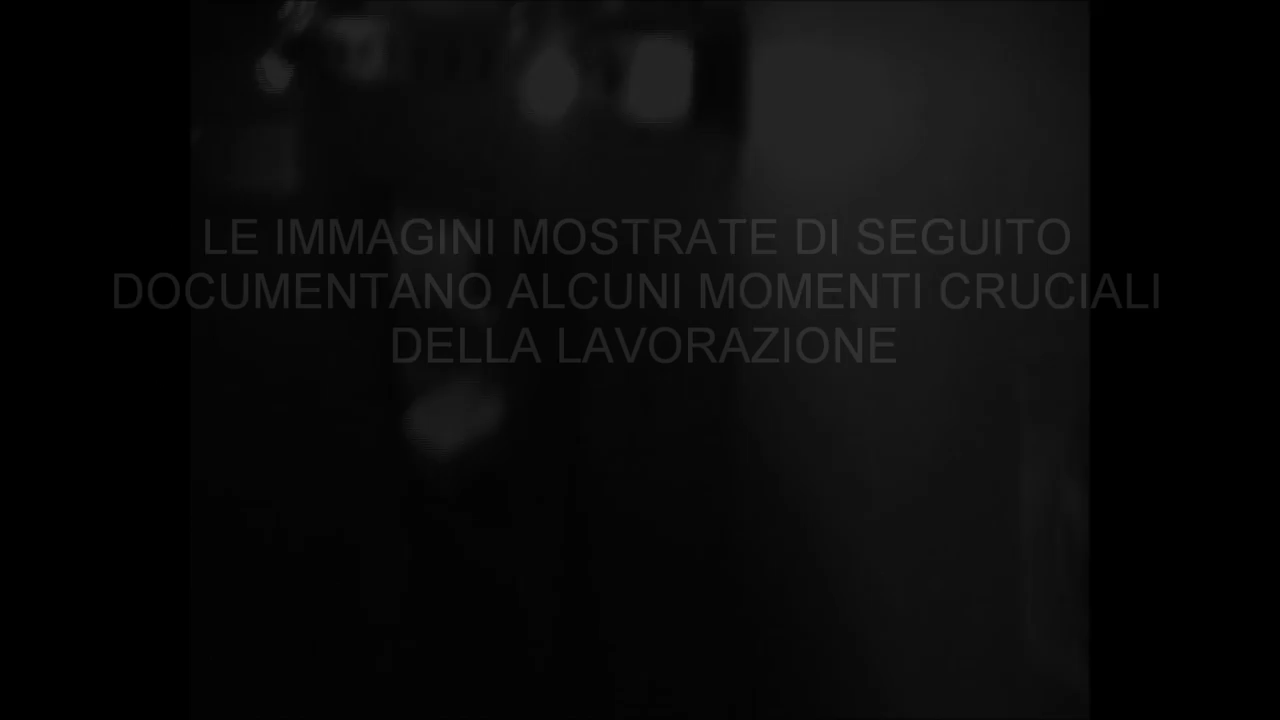 LE IMMAGINI MOSTRATE DI SEGUITO
DOCUMENTANO ALCUNI MOMENTI CRUCIALI
DELLA LAVORAZIONE